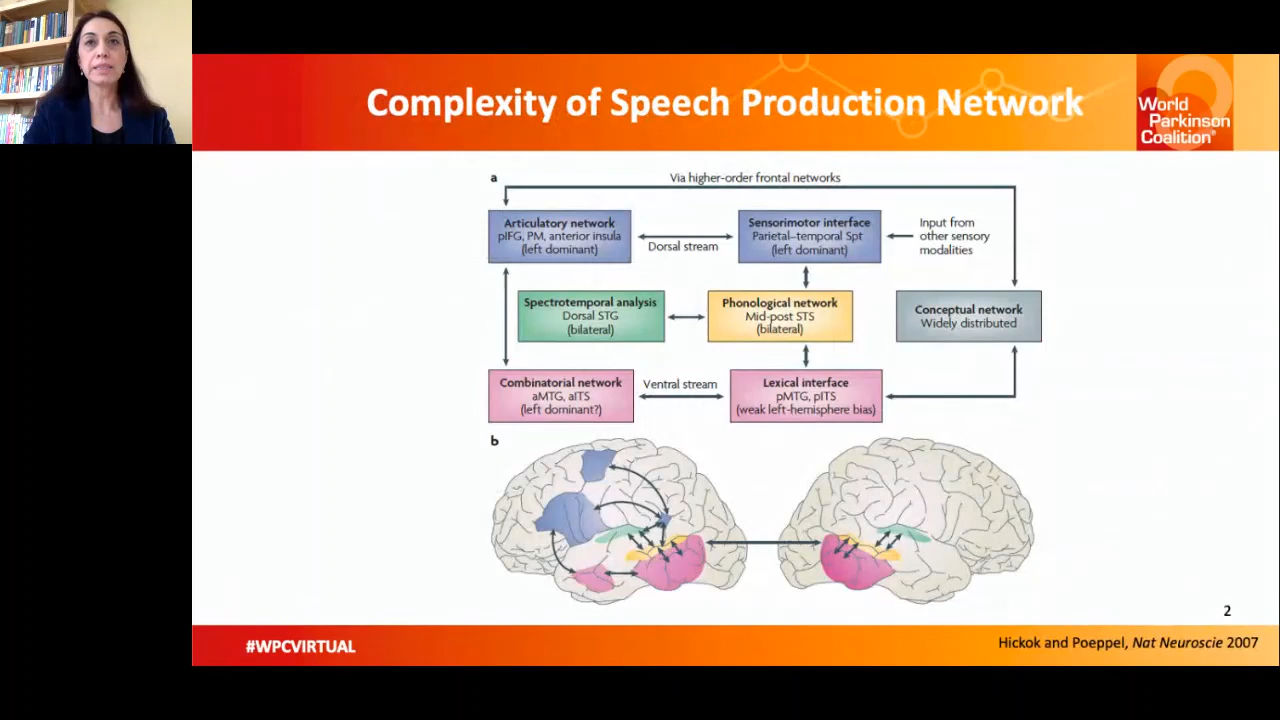 Complexity of Speech Production Network
World
Parkinson
Coalition®
a
Via higher-order frontal networks
Articulatory network
pIFG, PM, anterior insula
(left dominant)
Dorsal stream
Sensorimotor interface
Parietal–temporal Spt
(left dominant)
Input from
other sensory
modalities
Spectrotemporal analysis
Dorsal STG
(bilateral)
Phonological network
Mid-post STS
(bilateral)
Conceptual network
Widely distributed
Combinatorial network
aMTG, aITS
(left dominant?)
Ventral stream
Lexical interface
pMTG, pITS
(weak left-hemisphere bias)
b
2
#WPCVIRTUAL
Hickok and Poeppel, Nat Neuroscie 2007